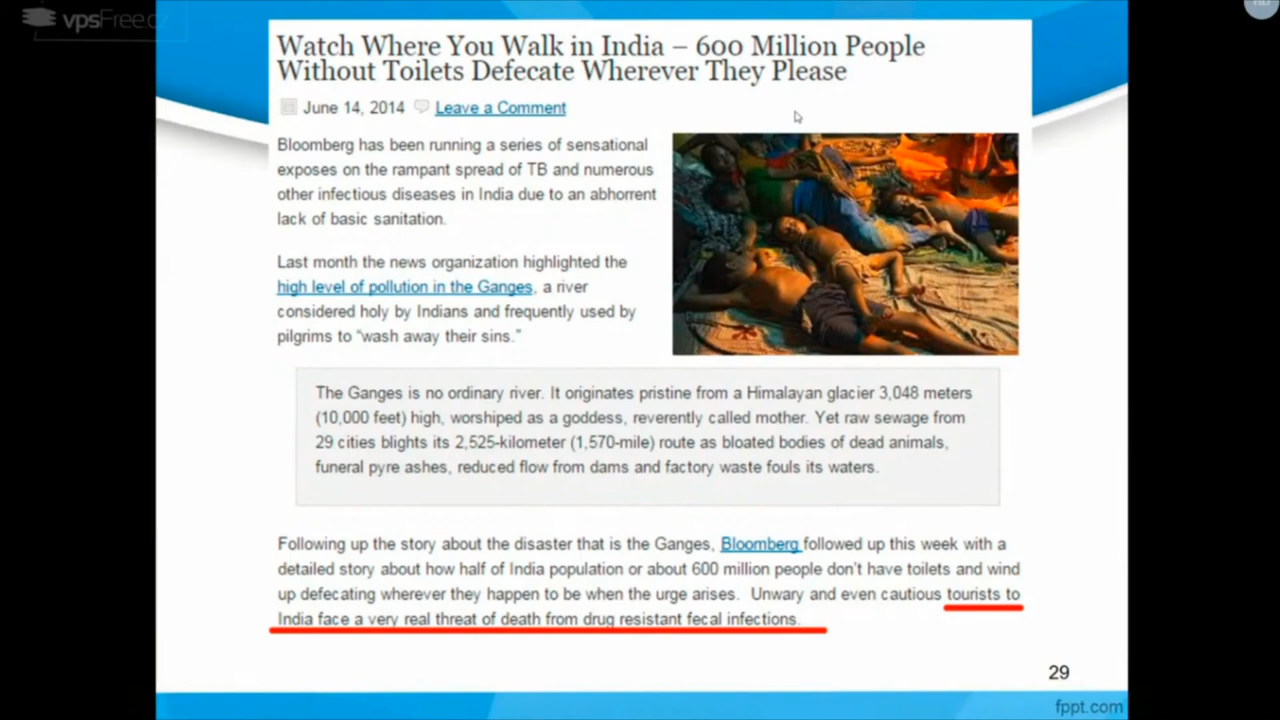 vpsFree.cz
HD
Watch Where You Walk in India – 600 Million People
Without Toilets Defecate Wherever They Please
June 14, 2014 Leave a Comment
Bloomberg has been running a series of sensational
exposes on the rampant spread of TB and numerous
other infectious diseases in India due to an abhorrent
lack of basic sanitation.
Last month the news organization highlighted the
high level of pollution in the Ganges, a river
considered holy by Indians and frequently used by
pilgrims to “wash away their sins.”
The Ganges is no ordinary river. It originates pristine from a Himalayan glacier 3,048 meters
(10,000 feet) high, worshiped as a goddess, reverently called mother. Yet raw sewage from
29 cities blights its 2,525-kilometer (1,570-mile) route as bloated bodies of dead animals,
funeral pyre ashes, reduced flow from dams and factory waste fouls its waters.
Following up the story about the disaster that is the Ganges, Bloomberg followed up this week with a
detailed story about how half of India population or about 600 million people don’t have toilets and wind
up defecating wherever they happen to be when the urge arises. Unwary and even cautious tourists to
India face a very real threat of death from drug resistant fecal infections.
29
fppt.com